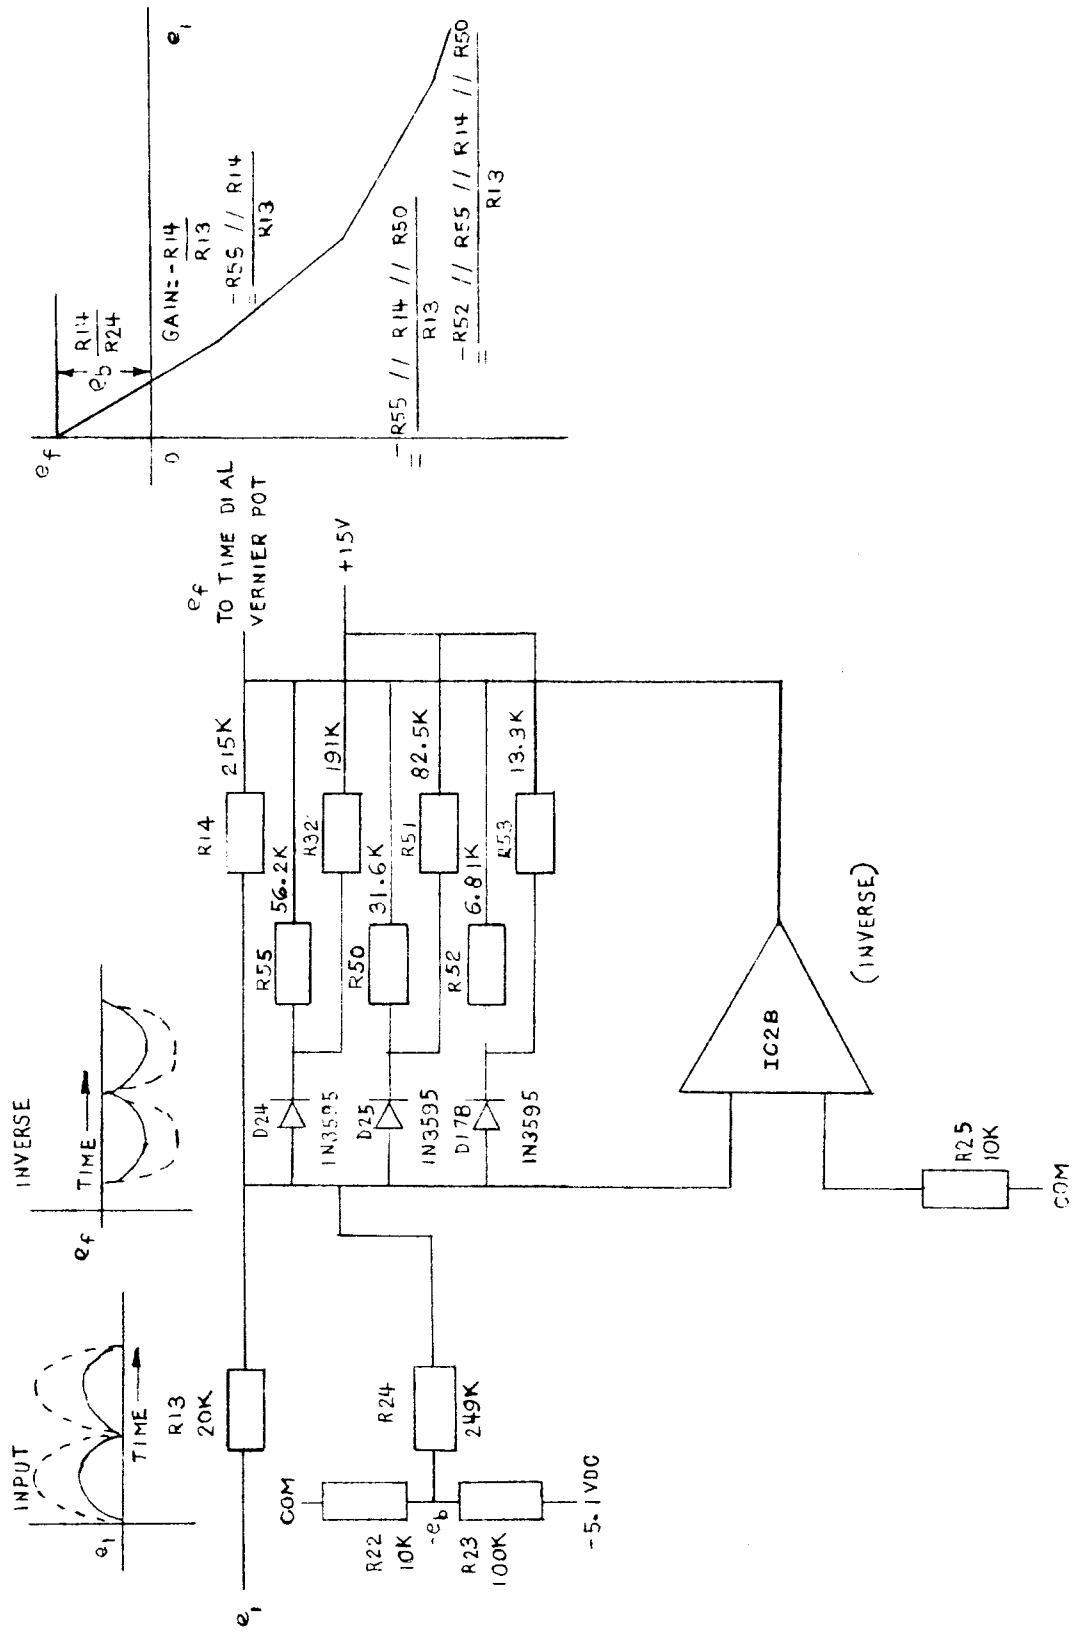 INPUT
e1
TIME
INVERSE
ef
TIME
e1
R13
20K
COM
R22
10K
-eb
R23
100K
-5.1VDC
R24
249K
R14
215K
R55
56.2K
D24
1N3595
R32
191K
R50
31.6K
D25
1N3595
R51
82.5K
R52
6.81K
D17B
1N3595
R53
13.3K
ef
TO TIME DIAL
VERNIER POT
+15V
IC2B
(INVERSE)
R25
10K
COM
ef
0
e1
eb R14
R24
GAIN=-R14
R13
= -R55 // R14
R13
= -R55 // R14 // R50
R13
= -R52 // R55 // R14 // R50
R13